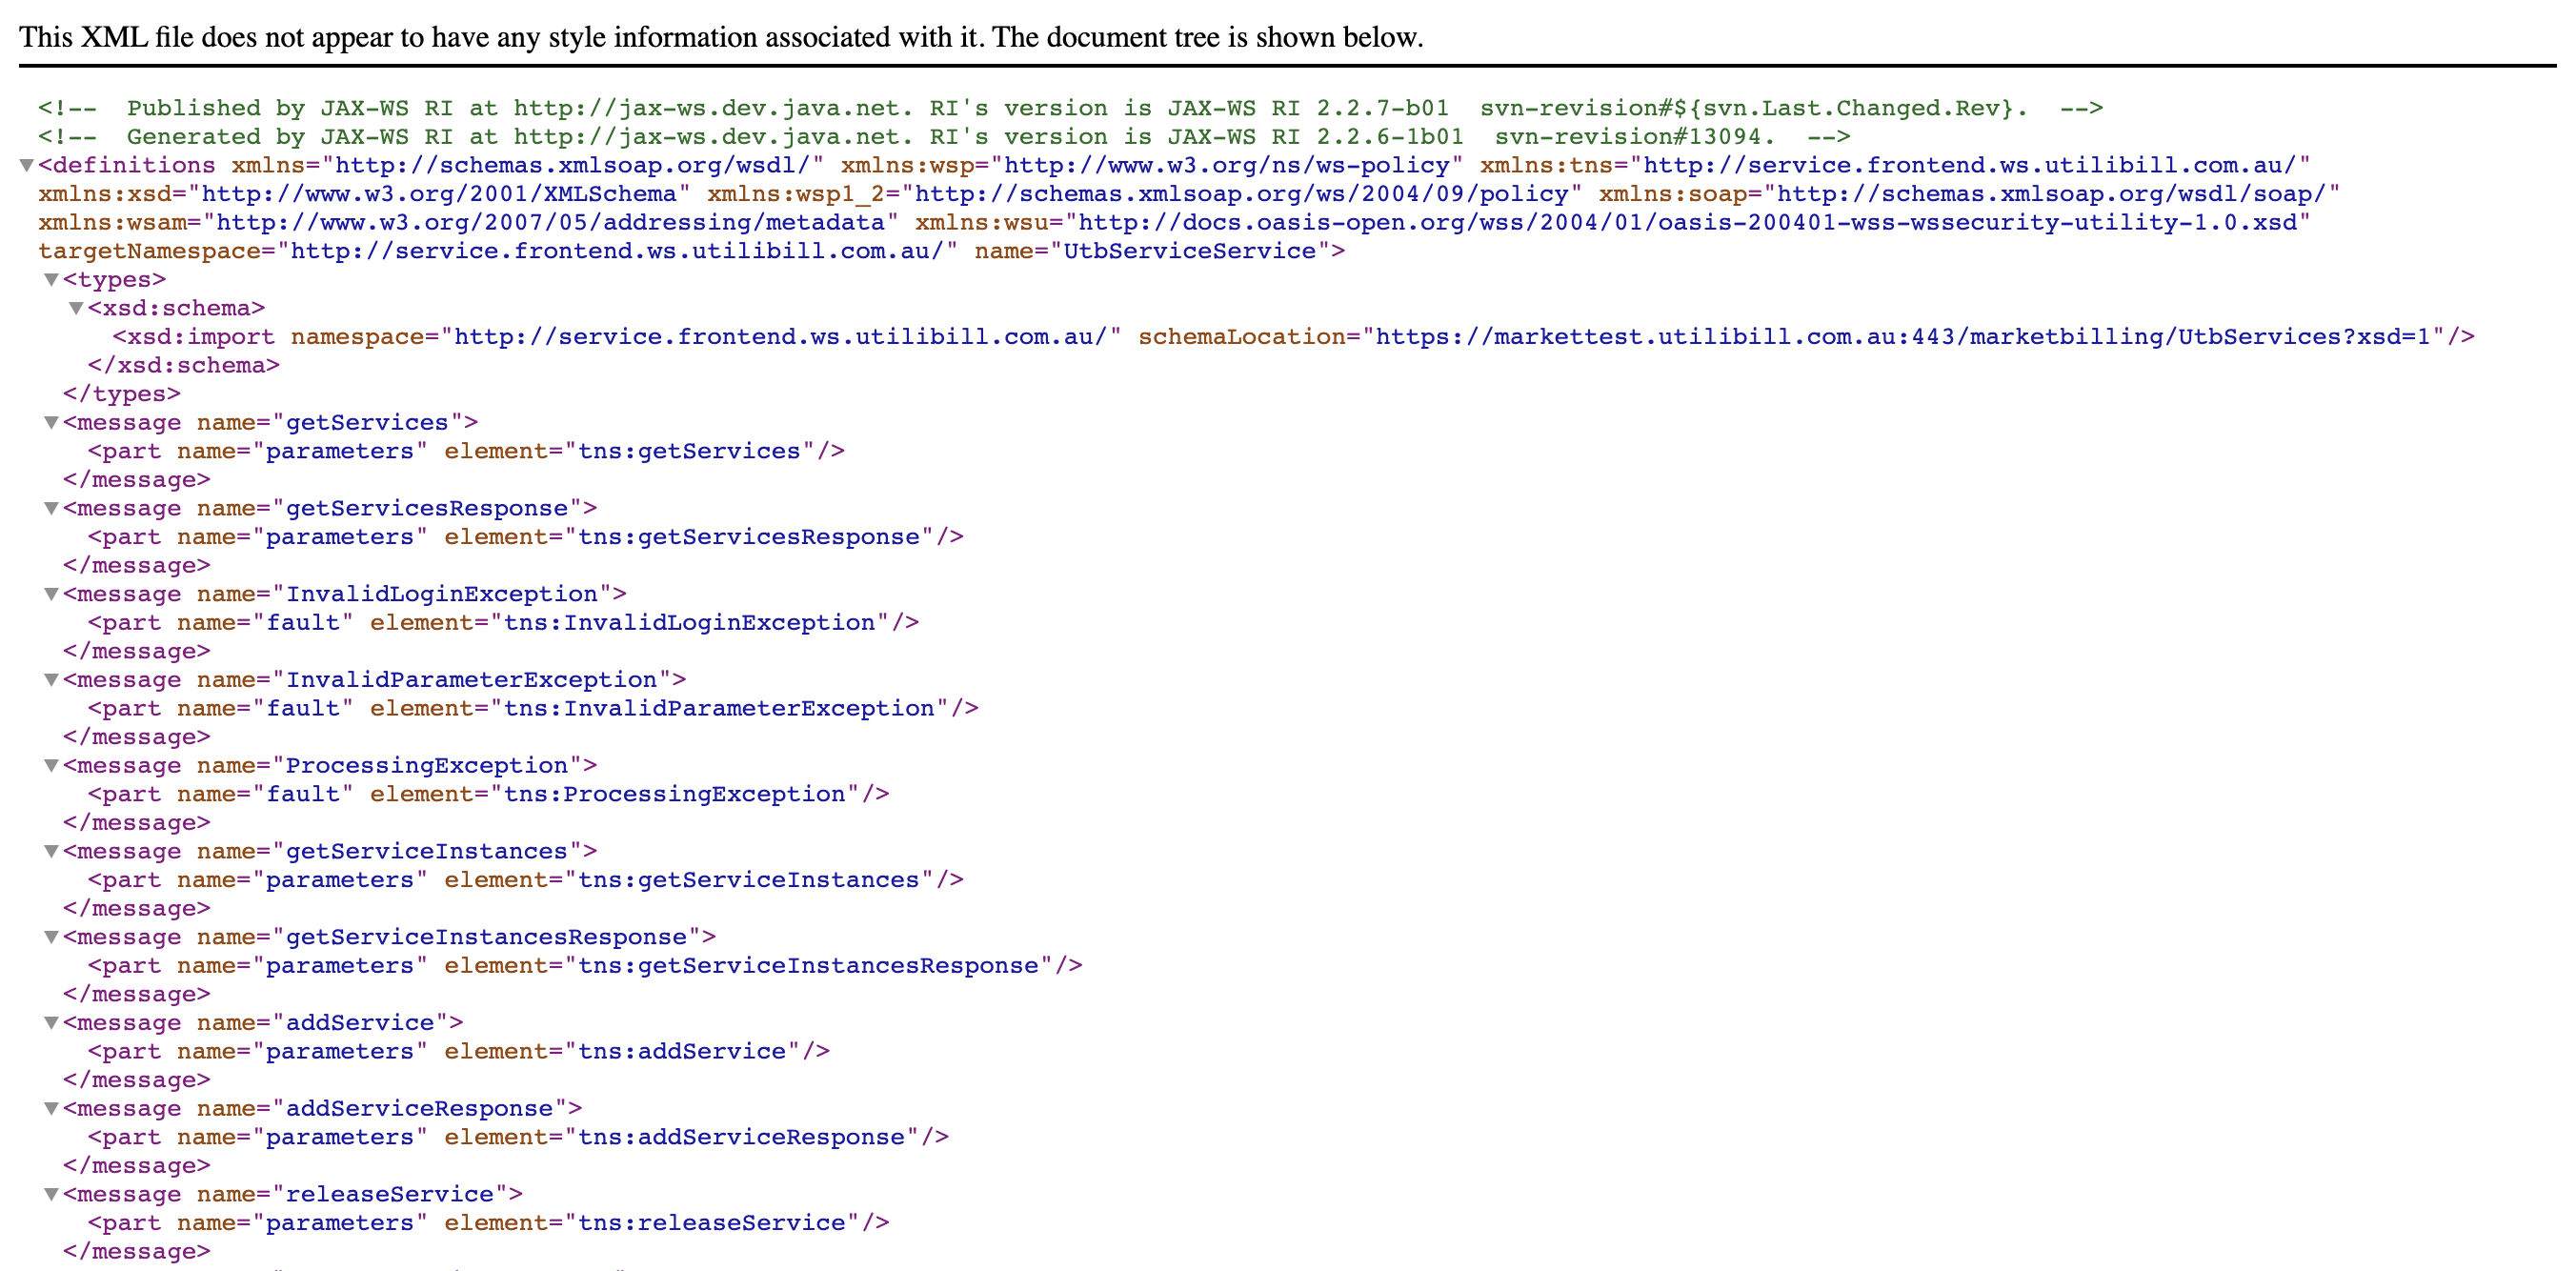 This XML file does not appear to have any style information associated with it. The document tree is shown below.
<!-- Published by JAX-WS RI at http://jax-ws.dev.java.net. RI's version is JAX-WS RI 2.2.7-b01 svn-revision#${svn.Last.Changed.Rev}. -->
<!-- Generated by JAX-WS RI at http://jax-ws.dev.java.net. RI's version is JAX-WS RI 2.2.6-1b01 svn-revision#13094. -->
<definitions xmlns="http://schemas.xmlsoap.org/wsdl/" xmlns:wsp="http://www.w3.org/ns/ws-policy" xmlns:tns="http://service.frontend.ws.utilibill.com.au/"
xmlns:xsd="http://www.w3.org/2001/XMLSchema" xmlns:wsp1_2="http://schemas.xmlsoap.org/ws/2004/09/policy" xmlns:soap="http://schemas.xmlsoap.org/wsdl/soap/"
xmlns:wsam="http://www.w3.org/2007/05/addressing/metadata" xmlns:wsu="http://docs.oasis-open.org/wss/2004/01/oasis-200401-wss-wssecurity-utility-1.0.xsd"
targetNamespace="http://service.frontend.ws.utilibill.com.au/" name="UtbServiceService">
<types>
<xsd:schema>
<xsd:import namespace="http://service.frontend.ws.utilibill.com.au/" schemaLocation="https://markettest.utilibill.com.au:443/marketbilling/UtbServices?xsd=1"/>
</xsd:schema>
</types>
<message name="getServices">
<part name="parameters" element="tns:getServices"/>
</message>
<message name="getServicesResponse">
<part name="parameters" element="tns:getServicesResponse"/>
</message>
<message name="InvalidLoginException">
<part name="fault" element="tns:InvalidLoginException"/>
</message>
<message name="InvalidParameterException">
<part name="fault" element="tns:InvalidParameterException"/>
</message>
<message name="ProcessingException">
<part name="fault" element="tns:ProcessingException"/>
</message>
<message name="getServiceInstances">
<part name="parameters" element="tns:getServiceInstances"/>
</message>
<message name="getServiceInstancesResponse">
<part name="parameters" element="tns:getServiceInstancesResponse"/>
</message>
<message name="addService">
<part name="parameters" element="tns:addService"/>
</message>
<message name="addServiceResponse">
<part name="parameters" element="tns:addServiceResponse"/>
</message>
<message name="releaseService">
<part name="parameters" element="tns:releaseService"/>
</message>